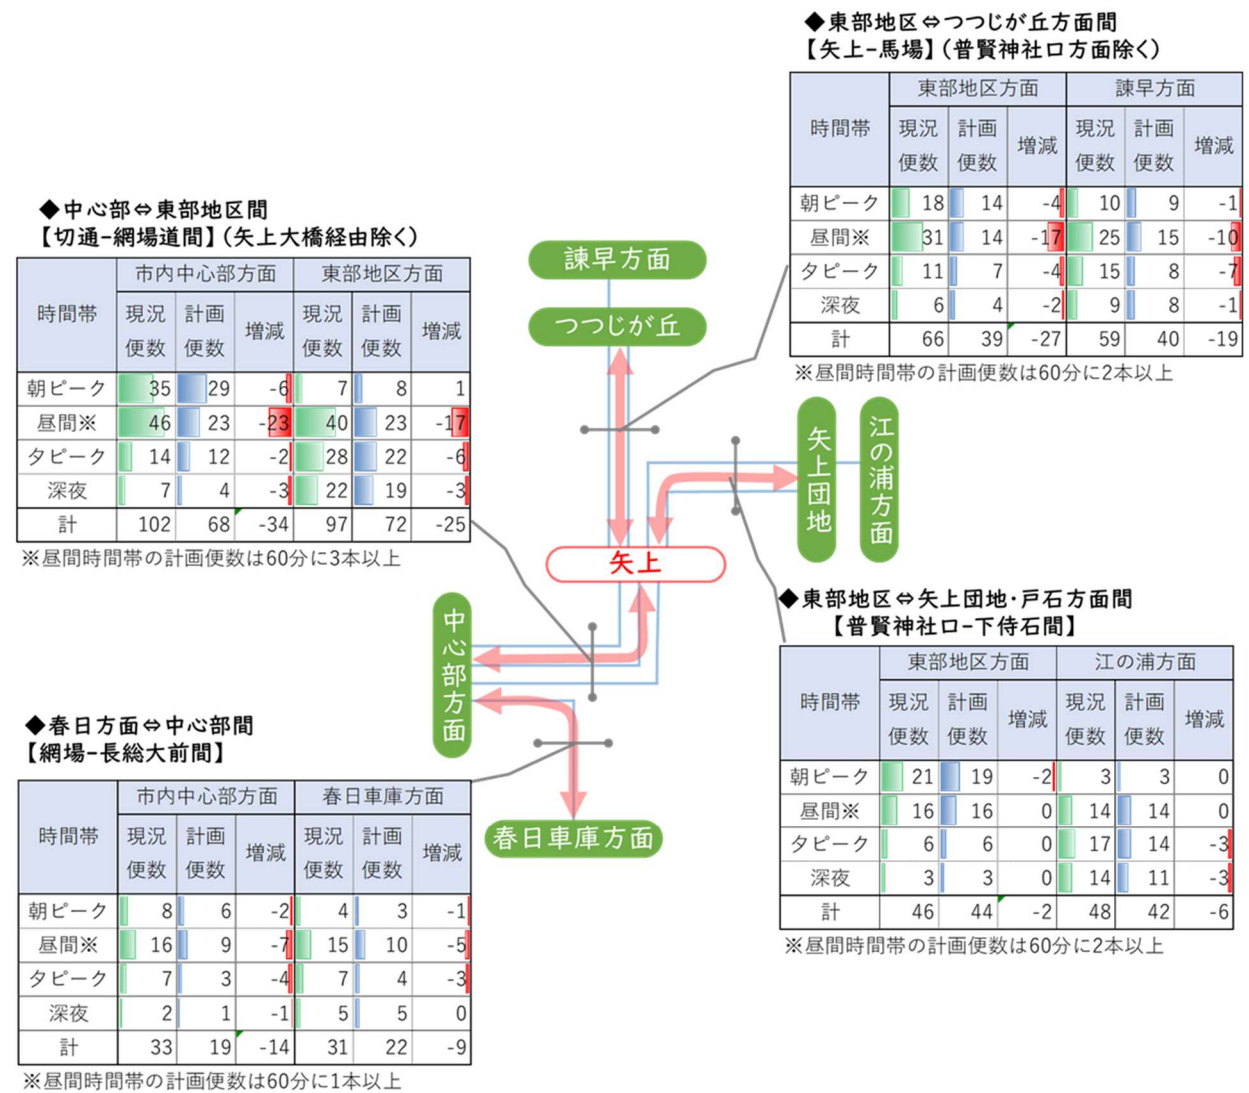 ◆東部地区⇔つつじが丘方面間
【矢上−馬場】（普賢神社口方面除く）
時間帯 東部地区方面 諫早方面
現況便数 計画便数 増減 現況便数 計画便数 増減
朝ピーク 18 14 -4 10 9 -1
昼間※ 31 14 -17 25 15 -10
夕ピーク 11 7 -4 15 8 -7
深夜 6 4 -2 9 8 -1
計 66 39 -27 59 40 -19
※昼間時間帯の計画便数は60分に2本以上
◆中心部⇔東部地区間
【切通−網場道間】（矢上大橋経由除く）
時間帯 市内中心部方面 東部地区方面
現況便数 計画便数 増減 現況便数 計画便数 増減
朝ピーク 35 29 -6 7 8 1
昼間※ 46 23 -23 40 23 -17
夕ピーク 14 12 -2 28 22 -6
深夜 7 4 -3 22 19 -3
計 102 68 -34 97 72 -25
※昼間時間帯の計画便数は60分に3本以上
諫早方面
つつじが丘
矢上団地
江の浦方面
矢上
中心部方面
春日車庫方面
◆東部地区⇔矢上団地・戸石方面間
【普賢神社口−下侍石間】
時間帯 東部地区方面 江の浦方面
現況便数 計画便数 増減 現況便数 計画便数 増減
朝ピーク 21 19 -2 3 3 0
昼間※ 16 16 0 14 14 0
夕ピーク 6 6 0 17 14 -3
深夜 3 3 0 14 11 -3
計 46 44 -2 48 42 -6
※昼間時間帯の計画便数は60分に2本以上
◆春日方面⇔中心部間
【網場−長総大前間】
時間帯 市内中心部方面 春日車庫方面
現況便数 計画便数 増減 現況便数 計画便数 増減
朝ピーク 8 6 -2 4 3 -1
昼間※ 16 9 -7 15 10 -5
夕ピーク 7 3 -4 7 4 -3
深夜 2 1 -1 5 5 0
計 33 19 -14 31 22 -9
※昼間時間帯の計画便数は60分に1本以上